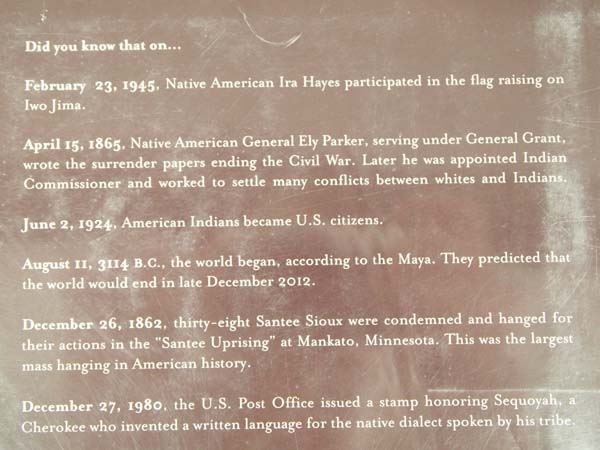 Did you know that on...
February 23, 1945, Native American Ira Hayes participated in the flag raising on
Iwo Jima.
April 15, 1865, Native American General Ely Parker, serving under General Grant,
wrote the surrender papers ending the Civil War. Later he was appointed Indian
Commissioner and worked to settle many conflicts between whites and Indians.
June 2, 1924, American Indians became U.S. citizens.
August 11, 3114 B.C., the world began, according to the Maya. They predicted that
the world would end in late December 2012.
December 26, 1862, thirty-eight Santee Sioux were condemned and hanged for
their actions in the “Santee Uprising” at Mankato, Minnesota. This was the largest
mass hanging in American history.
December 27, 1980, the U.S. Post Office issued a stamp honoring Sequoyah, a
Cherokee who invented a written language for the native dialect spoken by his tribe.